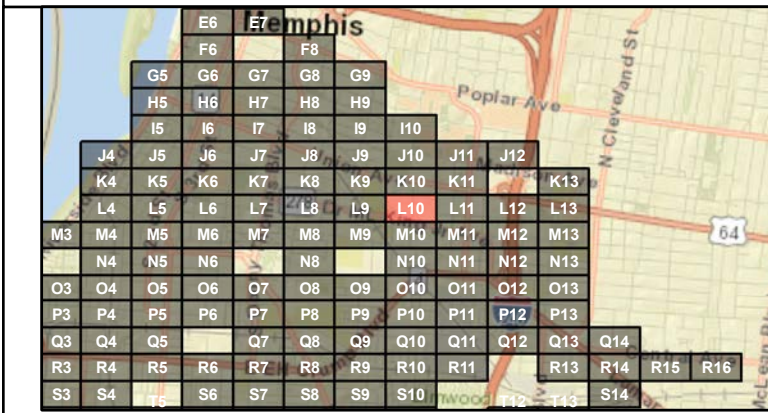 Memphis
E6 E7
F6 F8
G5 G6 G7 G8 G9
Poplar Ave
N Cleveland St
H5 H6 H7 H8 H9
I5 I6 I7 I8 I9 I10
J4 J5 J6 J7 J8 J9 J10 J11 J12
K4 K5 K6 K7 K8 K9 K10 K11 K13
L4 L5 L6 L7 L8 L9 L10 L11 L12 L13
64
M3 M4 M5 M6 M7 M8 M9 M10 M11 M12 M13
N4 N5 N6 N8 N10 N11 N12 N13
O3 O4 O5 O6 O7 O8 O9 O10 O11 O12 O13
P3 P4 P5 P6 P7 P8 P9 P10 P11 P12 P13
Q3 Q4 Q5 Q7 Q8 Q9 Q10 Q11 Q12 Q13 Q14
R3 R4 R5 R6 R7 R8 R9 R10 R11 R13 R14 R15 R16
S3 S4 T5 S6 S7 S8 S9 S10 T12 T13 S14